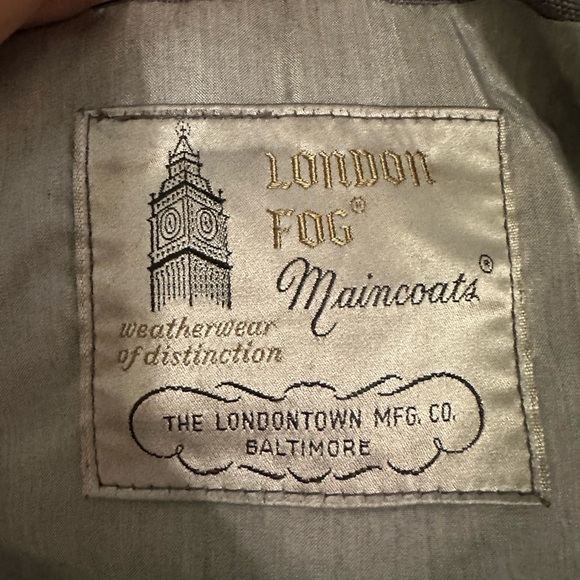 LONDON
FOG®
Maincoats®
weatherwear
of distinction
THE LONDONTOWN MFG. CO.
BALTIMORE